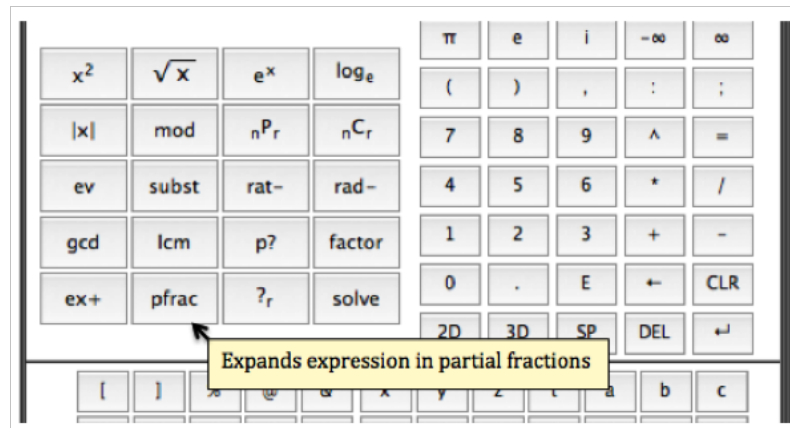 x² √x eˣ logₑ
|x| mod ₙPᵣ ₙCᵣ
ev subst rat- rad-
gcd lcm p? factor
ex+ pfrac ?ᵣ solve
π e i -∞ ∞
( ) , : ;
7 8 9 ^ =
4 5 6 * /
1 2 3 + -
0 . E ← CLR
2D 3D SP DEL ↵
Expands expression in partial fractions
[ ] % @ & x y z t a b c